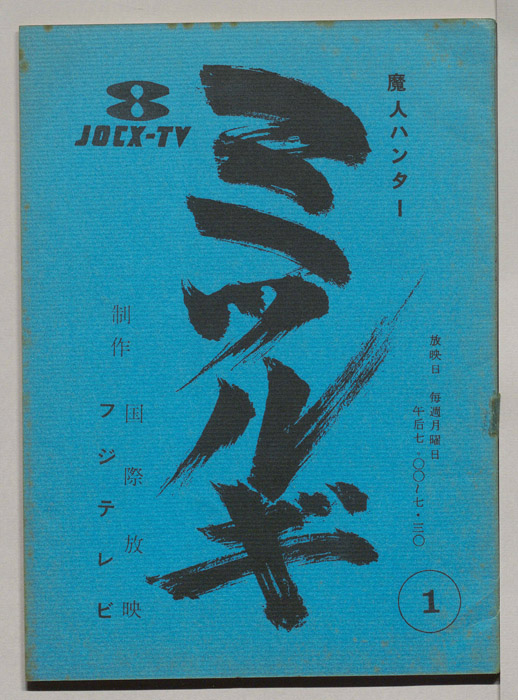 魔人ハンター
ミツルギ
8
JOCX-TV
放映日 毎週月曜日
午后七・〇〇〜七・三〇
制作 国際放映
フジテレビ
1